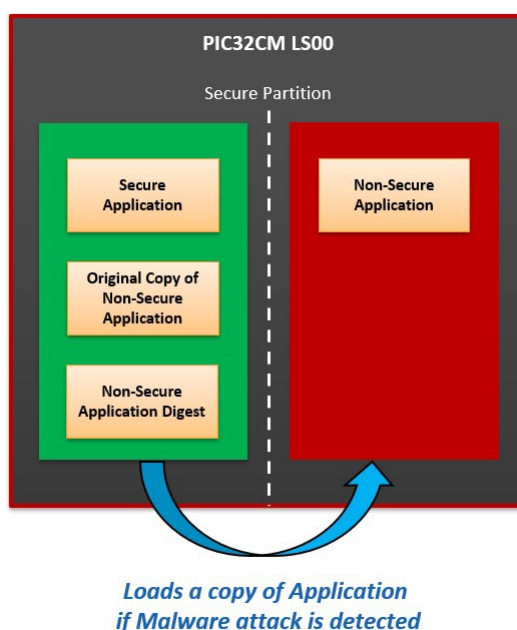 PIC32CM LS00
Secure Partition
Secure
Application
Original Copy of
Non-Secure
Application
Non-Secure
Application Digest
Non-Secure
Application
Loads a copy of Application
if Malware attack is detected